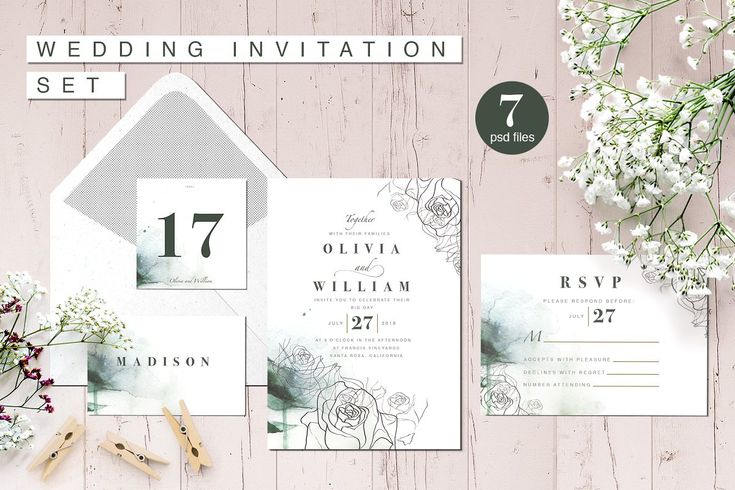 WEDDING INVITATION
SET
7
psd files
17
Olivia and William
MADISON
Together
WITH THEIR FAMILIES
OLIVIA
and
WILLIAM
INVITE YOU TO CELEBRATE THEIR
BIG DAY
JULY 27 2018
AT 5 O'CLOCK IN THE AFTERNOON
AT FRANCIS VINEYARDS
SANTA ROSA, CALIFORNIA
RSVP
PLEASE RESPOND BEFORE:
JULY 27
M
ACCEPTS WITH PLEASURE
DECLINES WITH REGRET
NUMBER ATTENDING